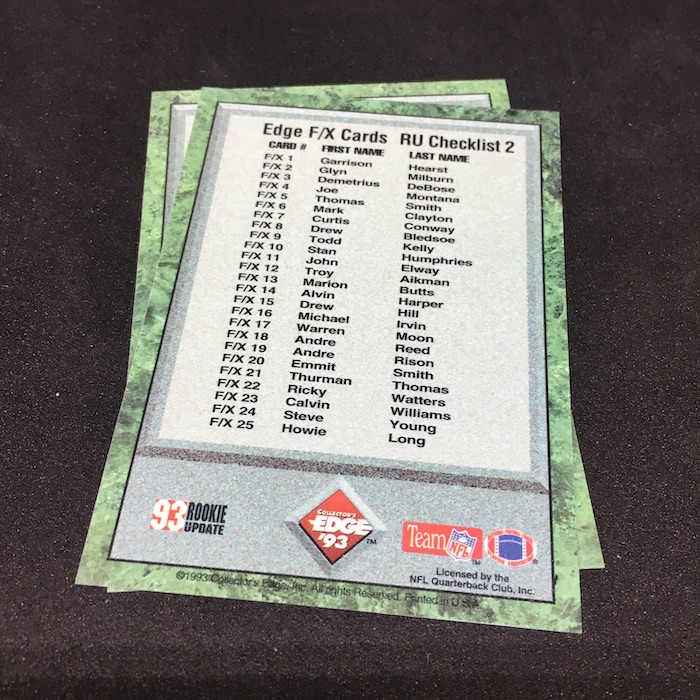 Edge F/X Cards RU Checklist 2
CARD # FIRST NAME LAST NAME
F/X 1 Garrison Hearst
F/X 2 Glyn Milburn
F/X 3 Demetrius DeBose
F/X 4 Joe Montana
F/X 5 Thomas Smith
F/X 6 Mark Clayton
F/X 7 Curtis Conway
F/X 8 Drew Bledsoe
F/X 9 Todd Kelly
F/X 10 Stan Humphries
F/X 11 John Elway
F/X 12 Troy Aikman
F/X 13 Marion Butts
F/X 14 Alvin Harper
F/X 15 Drew Hill
F/X 16 Michael Irvin
F/X 17 Warren Moon
F/X 18 Andre Reed
F/X 19 Andre Rison
F/X 20 Emmit Smith
F/X 21 Thurman Thomas
F/X 22 Ricky Watters
F/X 23 Calvin Williams
F/X 24 Steve Young
F/X 25 Howie Long
93 ROOKIE
UPDATE
COLLECTOR'S
EDGE
'93
TM
Team NFL
TM
®
Licensed by the
NFL Quarterback Club, Inc.
©1993 Collector's Edge, Inc. All rights Reserved. Printed in U.S.A.